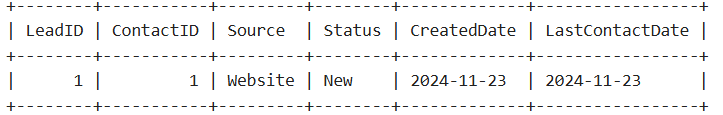 +--------+-----------+---------+--------+-------------+-----------------+
| LeadID | ContactID | Source  | Status | CreatedDate | LastContactDate |
+--------+-----------+---------+--------+-------------+-----------------+
|      1 |         1 | Website | New    | 2024-11-23  | 2024-11-23      |
+--------+-----------+---------+--------+-------------+-----------------+